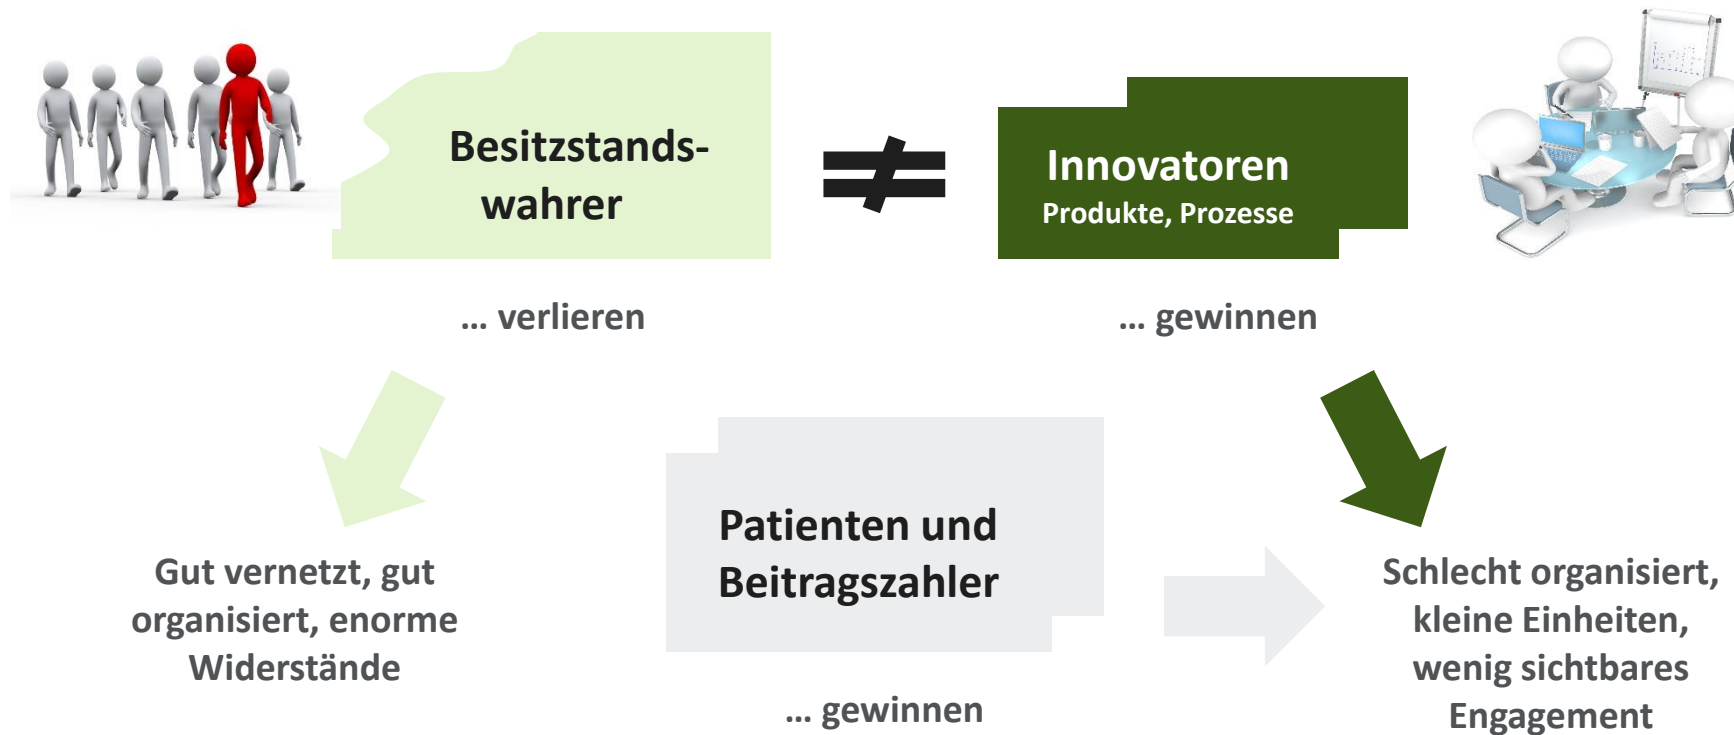 Besitzstands-
wahrer
≠
Innovatoren
Produkte, Prozesse
... verlieren
... gewinnen
Patienten und
Beitragszahler
... gewinnen
Gut vernetzt, gut
organisiert, enorme
Widerstände
Schlecht organisiert,
kleine Einheiten,
wenig sichtbares
Engagement